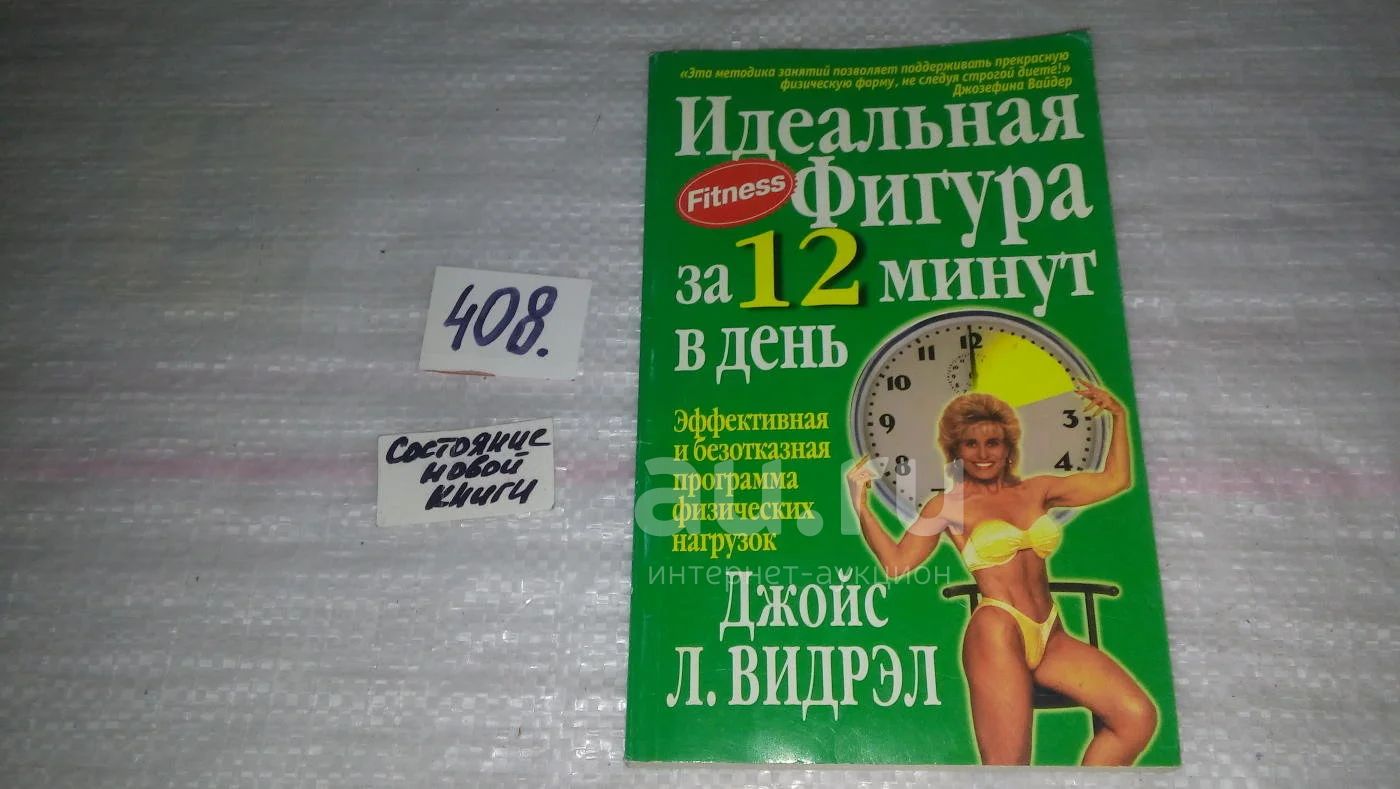 «Эта методика занятий позволяет поддерживать прекрасную
физическую форму, не следуя строгой диете!»
Джозефина Вайдер
Идеальная
Fitness
Фигура
за 12 минут
в день
12
11
10
9
8
3
4
Эффективная
и безотказная
программа
физических
нагрузок
Джойс
Л. ВИДРЭЛ
408.
Состояние
новой
книги
au.ru
интернет-аукцион